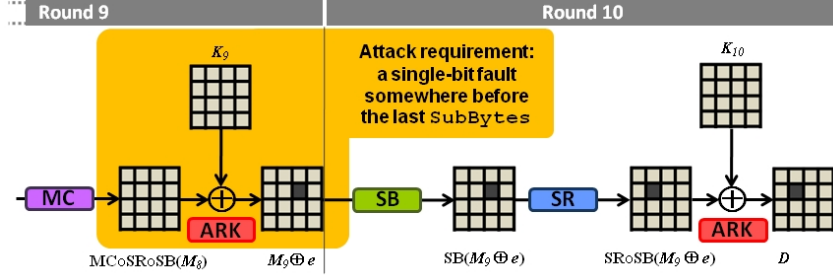 Round 9
Round 10
K9
Attack requirement:
a single-bit fault
somewhere before
the last SubBytes
K10
MC
ARK
SB
SR
ARK
MC∘SR∘SB(M8)
M9⊕e
SB(M9⊕e)
SR∘SB(M9⊕e)
D